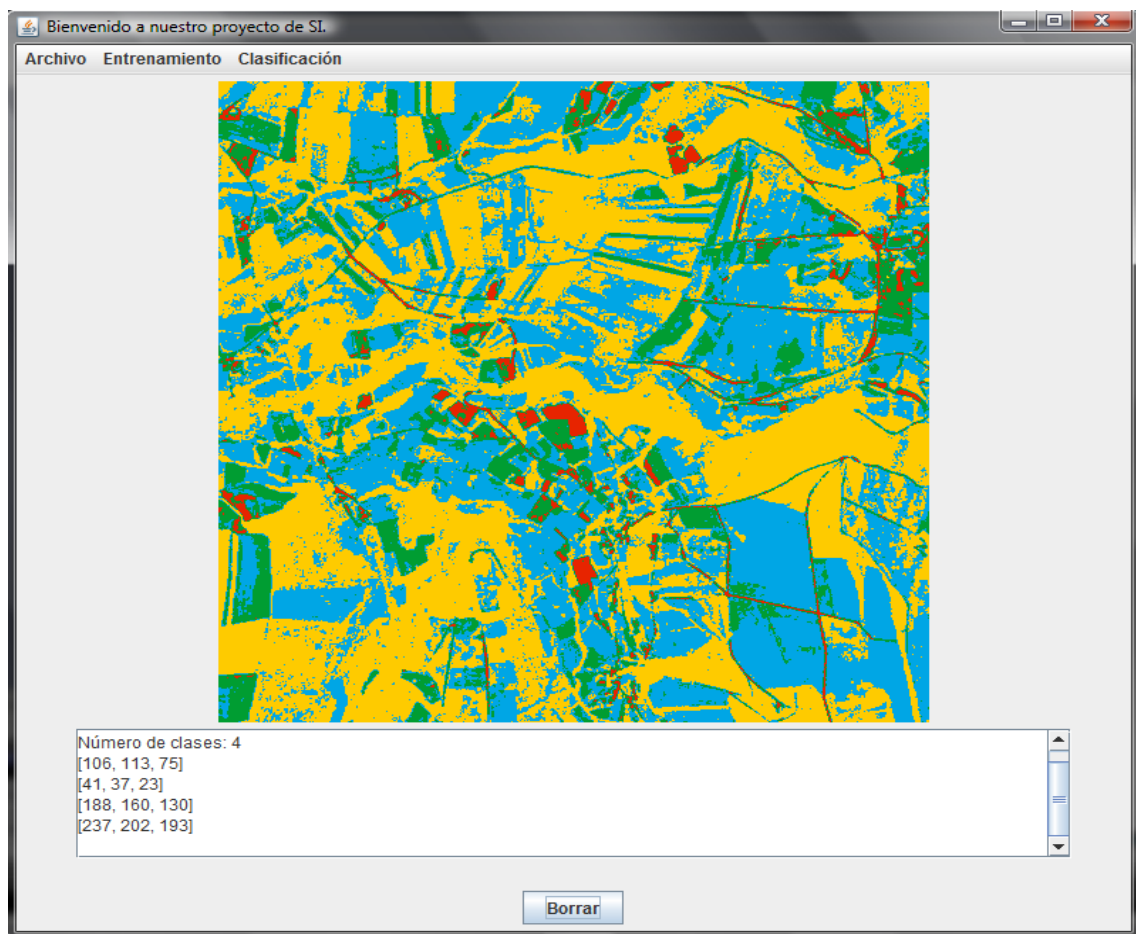 Bienvenido a nuestro proyecto de SI.
Archivo Entrenamiento Clasificación
Número de clases: 4
[106, 113, 75]
[41, 37, 23]
[188, 160, 130]
[237, 202, 193]
Borrar